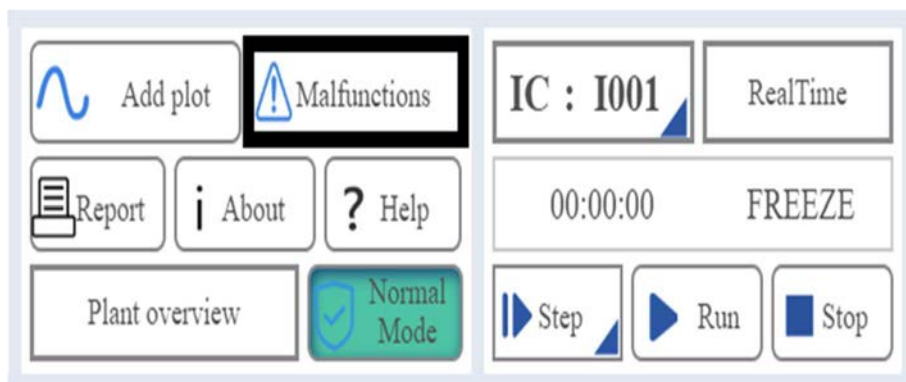 Add plot
Malfunctions
IC : I001
RealTime
Report
i About
? Help
00:00:00
FREEZE
Plant overview
Normal
Mode
Step
Run
Stop